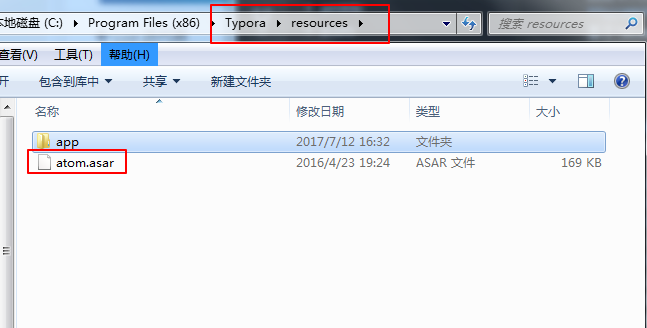 本地磁盘 (C:) Program Files (x86) Typora resources 搜索 resources
查看(V) 工具(T) 帮助(H)
开 包含到库中 共享 新建文件夹
名称 修改日期 类型 大小
app 2017/7/12 16:32 文件夹
atom.asar 2016/4/23 19:24 ASAR 文件 169 KB